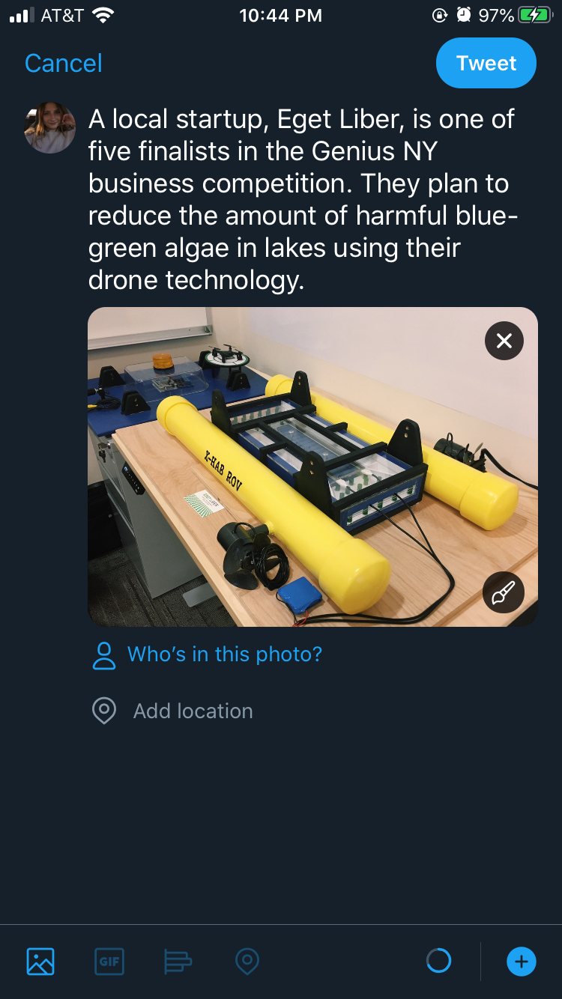 AT&T 10:44 PM 97%
Cancel Tweet
A local startup, Eget Liber, is one of
five finalists in the Genius NY
business competition. They plan to
reduce the amount of harmful blue-
green algae in lakes using their
drone technology.
X-HAB ROV
EGET LIBER
Who's in this photo?
Add location
GIF